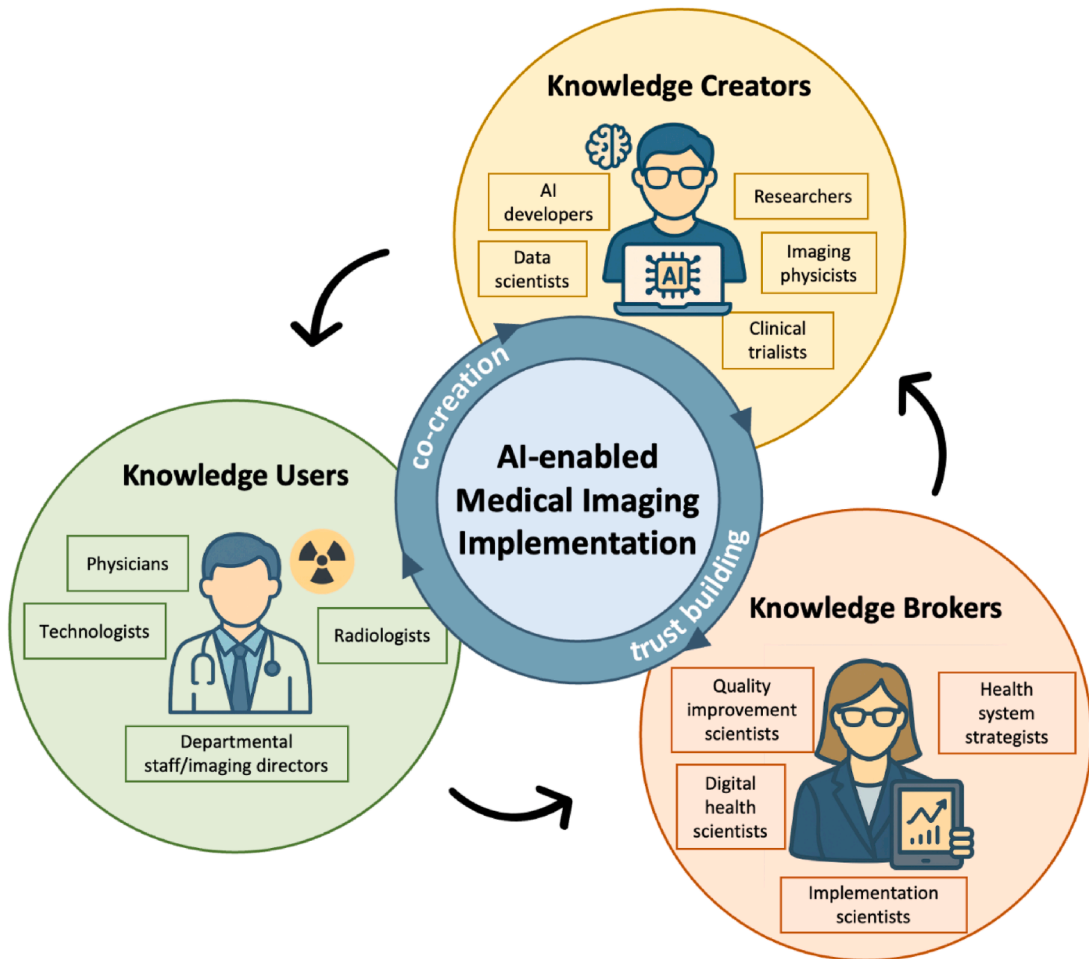 Knowledge Creators
AI
developers
Researchers
Data
scientists
Imaging
physicists
AI
Clinical
trialists
co-creation
AI-enabled
Medical Imaging
Implementation
trust building
Knowledge Users
Physicians
Technologists
Radiologists
Departmental
staff/imaging directors
Knowledge Brokers
Quality
improvement
scientists
Health
system
strategists
Digital
health
scientists
Implementation
scientists